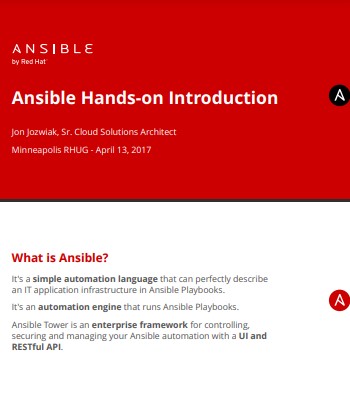 ANSIBLE
by Red Hat
Ansible Hands-on Introduction
Jon Jozwiak, Sr. Cloud Solutions Architect
Minneapolis RHUG - April 13, 2017
What is Ansible?
It's a simple automation language that can perfectly describe
an IT application infrastructure in Ansible Playbooks.
It's an automation engine that runs Ansible Playbooks.
Ansible Tower is an enterprise framework for controlling,
securing and managing your Ansible automation with a UI and
RESTful API.